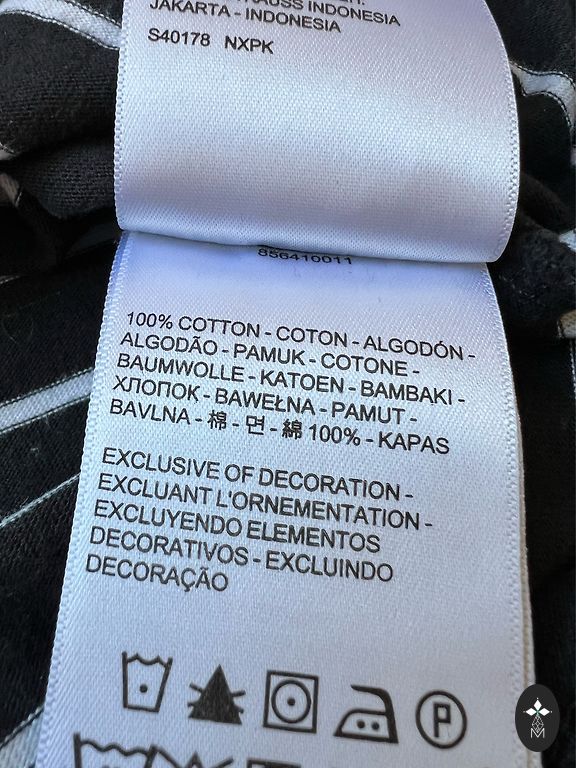 JAKARTA - INDONESIA
S40178 NXPK
856410011
100% COTTON - COTON - ALGODÓN -
ALGODÃO - PAMUK - COTONE -
BAUMWOLLE - KATOEN - BAMBAKI -
ХЛОПОК - BAWEŁNA - PAMUT -
BAVLNA - 棉 - 면 - 綿 100% - KAPAS
EXCLUSIVE OF DECORATION -
EXCLUANT L'ORNEMENTATION -
EXCLUYENDO ELEMENTOS
DECORATIVOS - EXCLUINDO
DECORAÇÃO
P
M